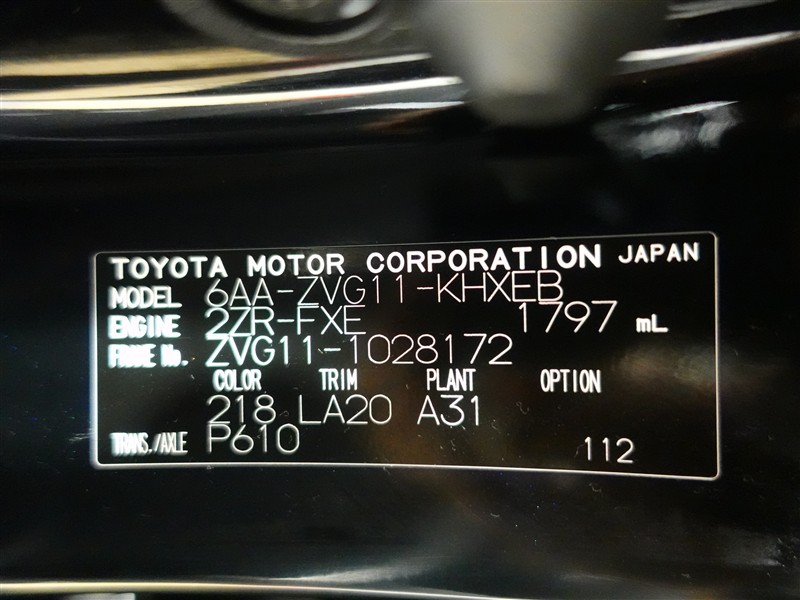 TOYOTA MOTOR CORPORATION JAPAN
MODEL 6AA-ZVG11-KHXEB
ENGINE 2ZR-FXE 1797 mL
FRAME No. ZVG11-1028172
COLOR TRIM PLANT OPTION
218 LA20 A31
TRANS./AXLE P610 112